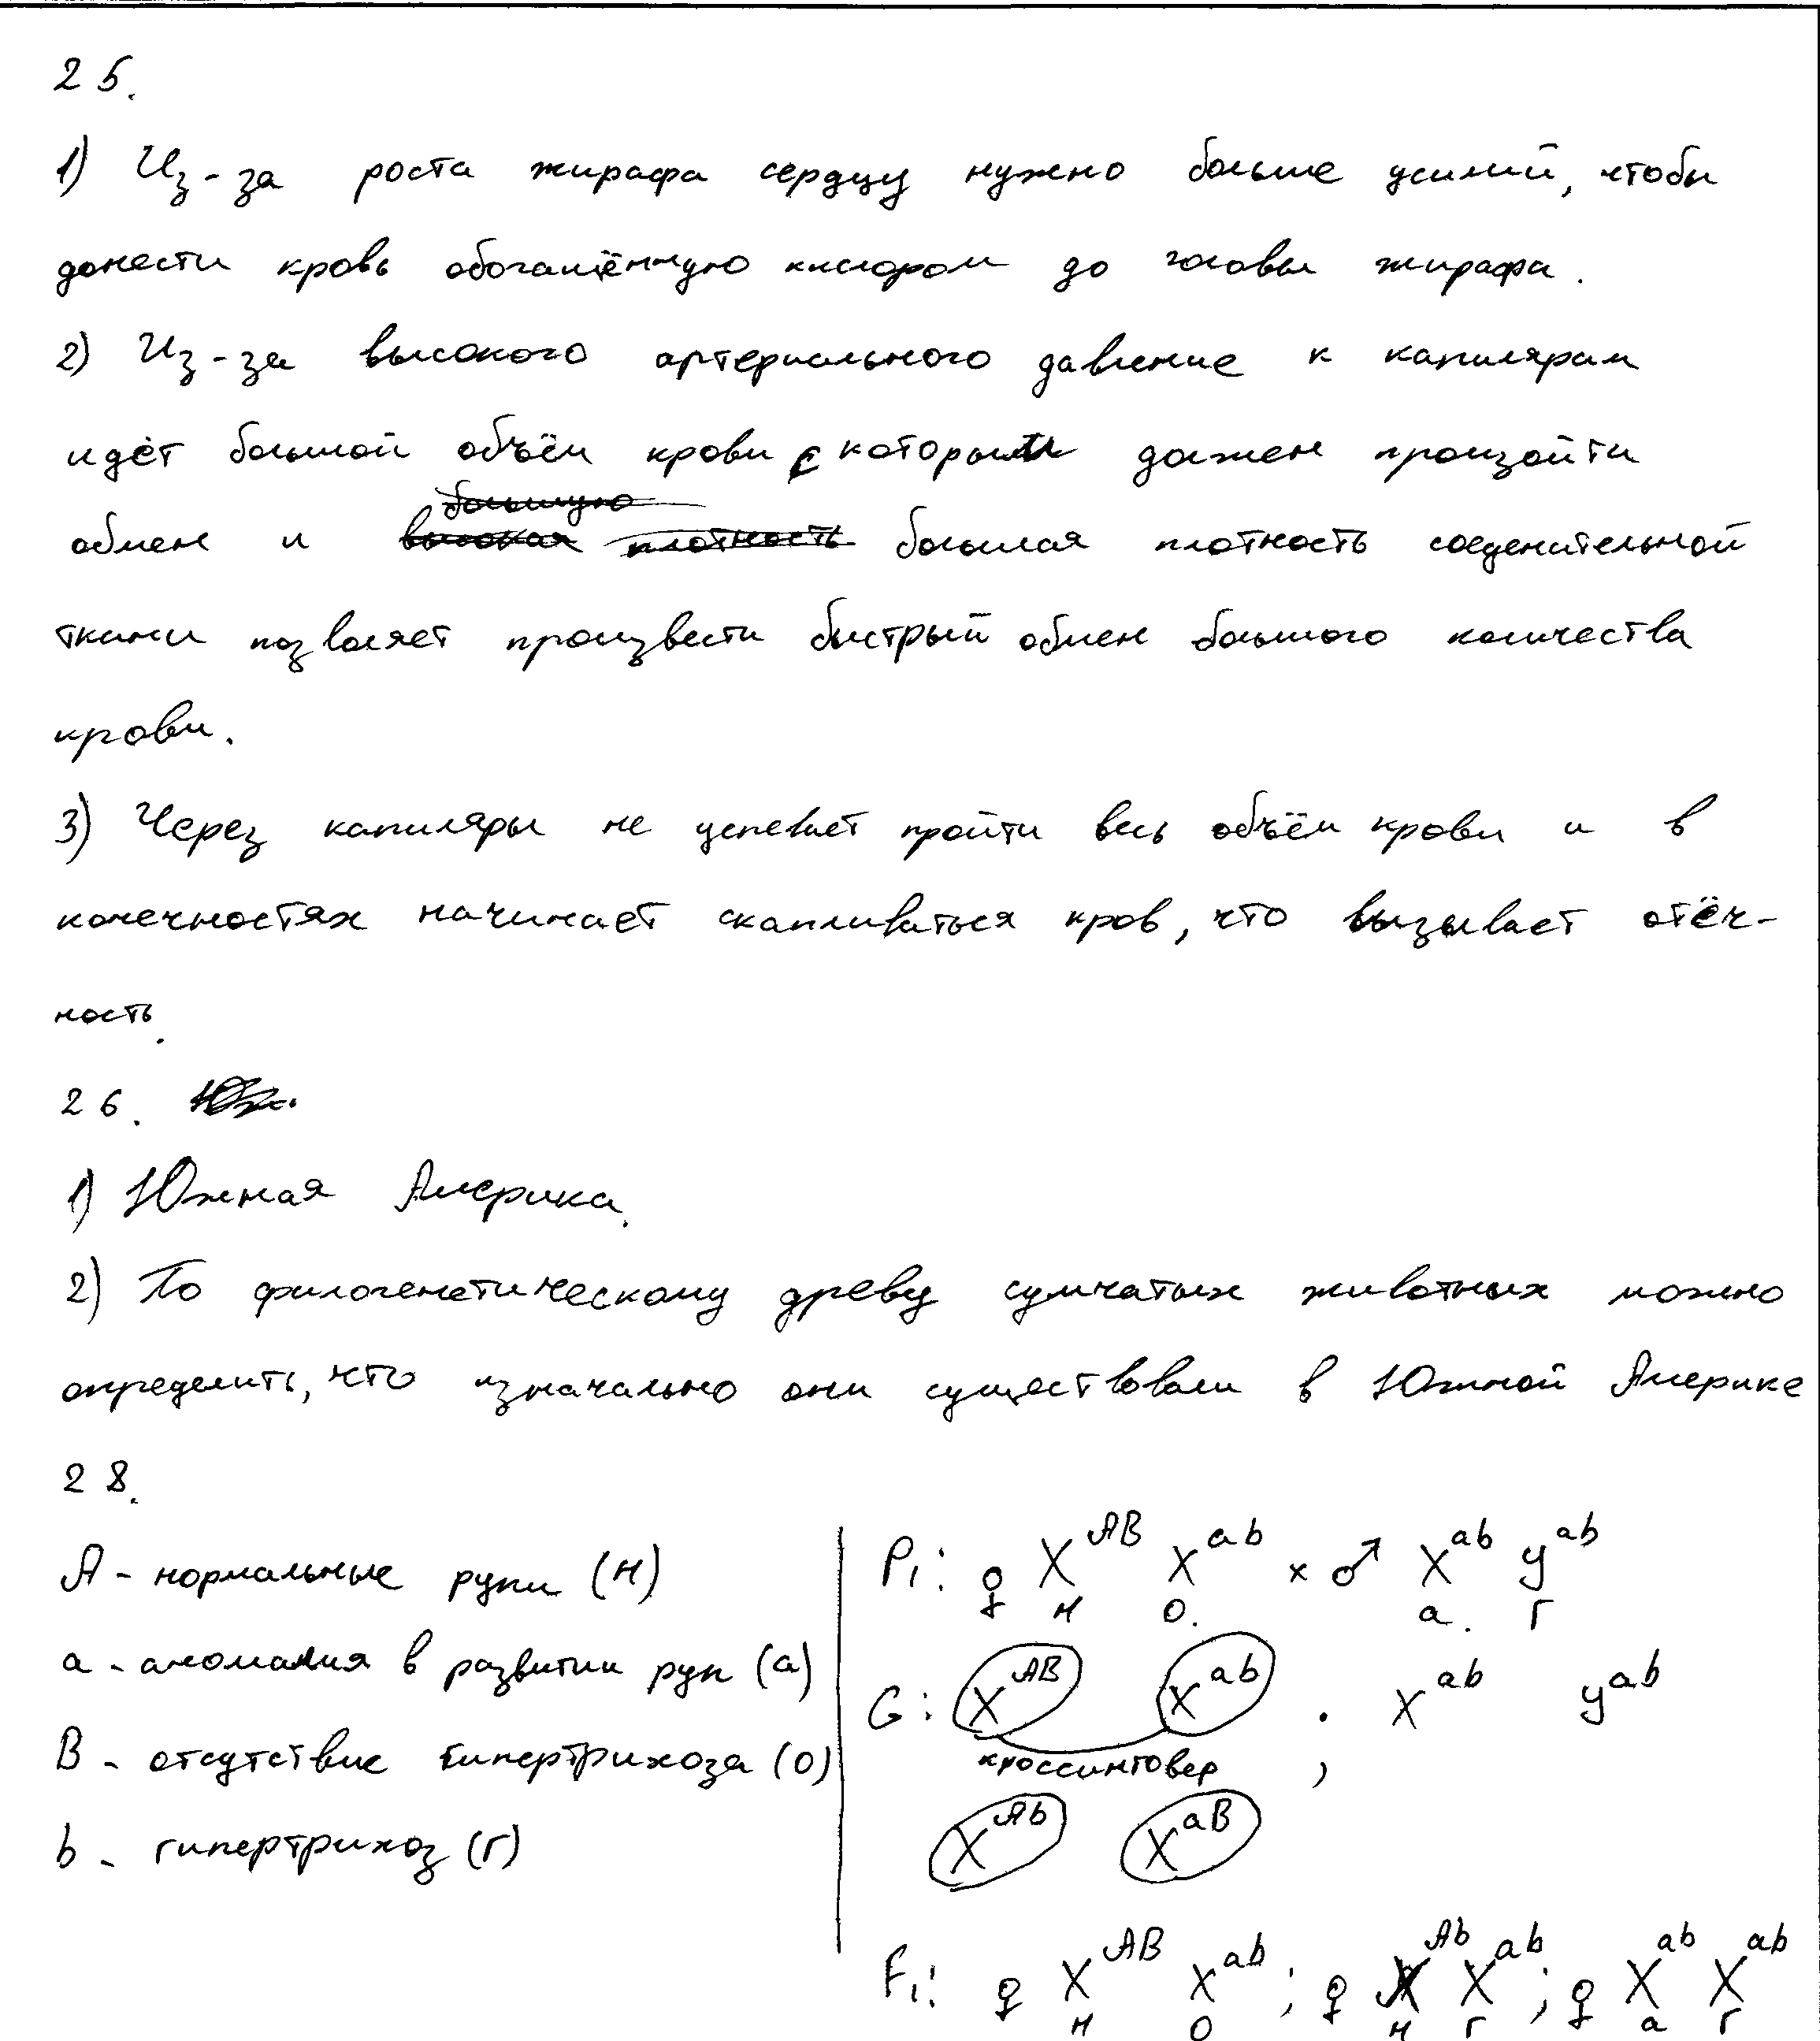 25.
1) Из-за роста жирафа сердцу нужно больше усилий, чтобы
донести кровь обогащённую кислором до головы жирафа.
2) Из-за высокого артериального давление к капилярам
идёт большой объём крови с которым должен произойти
обмен и большая плотность соеденительной
ткани позволяет произвести быстрый обмен большого количества
крови.
3) Через капиляры не успевает пройти весь объём крови и в
конечностях начинает скапливаться кров, что вызывает отёч-
ность.
26.
1) Южная Америка.
2) По филогенетическому древу сумчатых животных можно
определить, что изначально они существовали в Южной Америке
28.
A - нормальные руки (н)
a - аномалия в развитии рук (а)
B - отсутствие гипертрихоза (о)
b - гипертрихоз (г)
P₁: ♀ X^AB X^ab × ♂ X^ab y^ab
н о. а. г
G: X^AB X^ab , X^ab y^ab
кроссинговер
X^Ab X^aB
F₁: ♀ X^AB X^ab ; ♀ X^Ab X^ab ; ♀ X^ab X^ab
н о н г а г